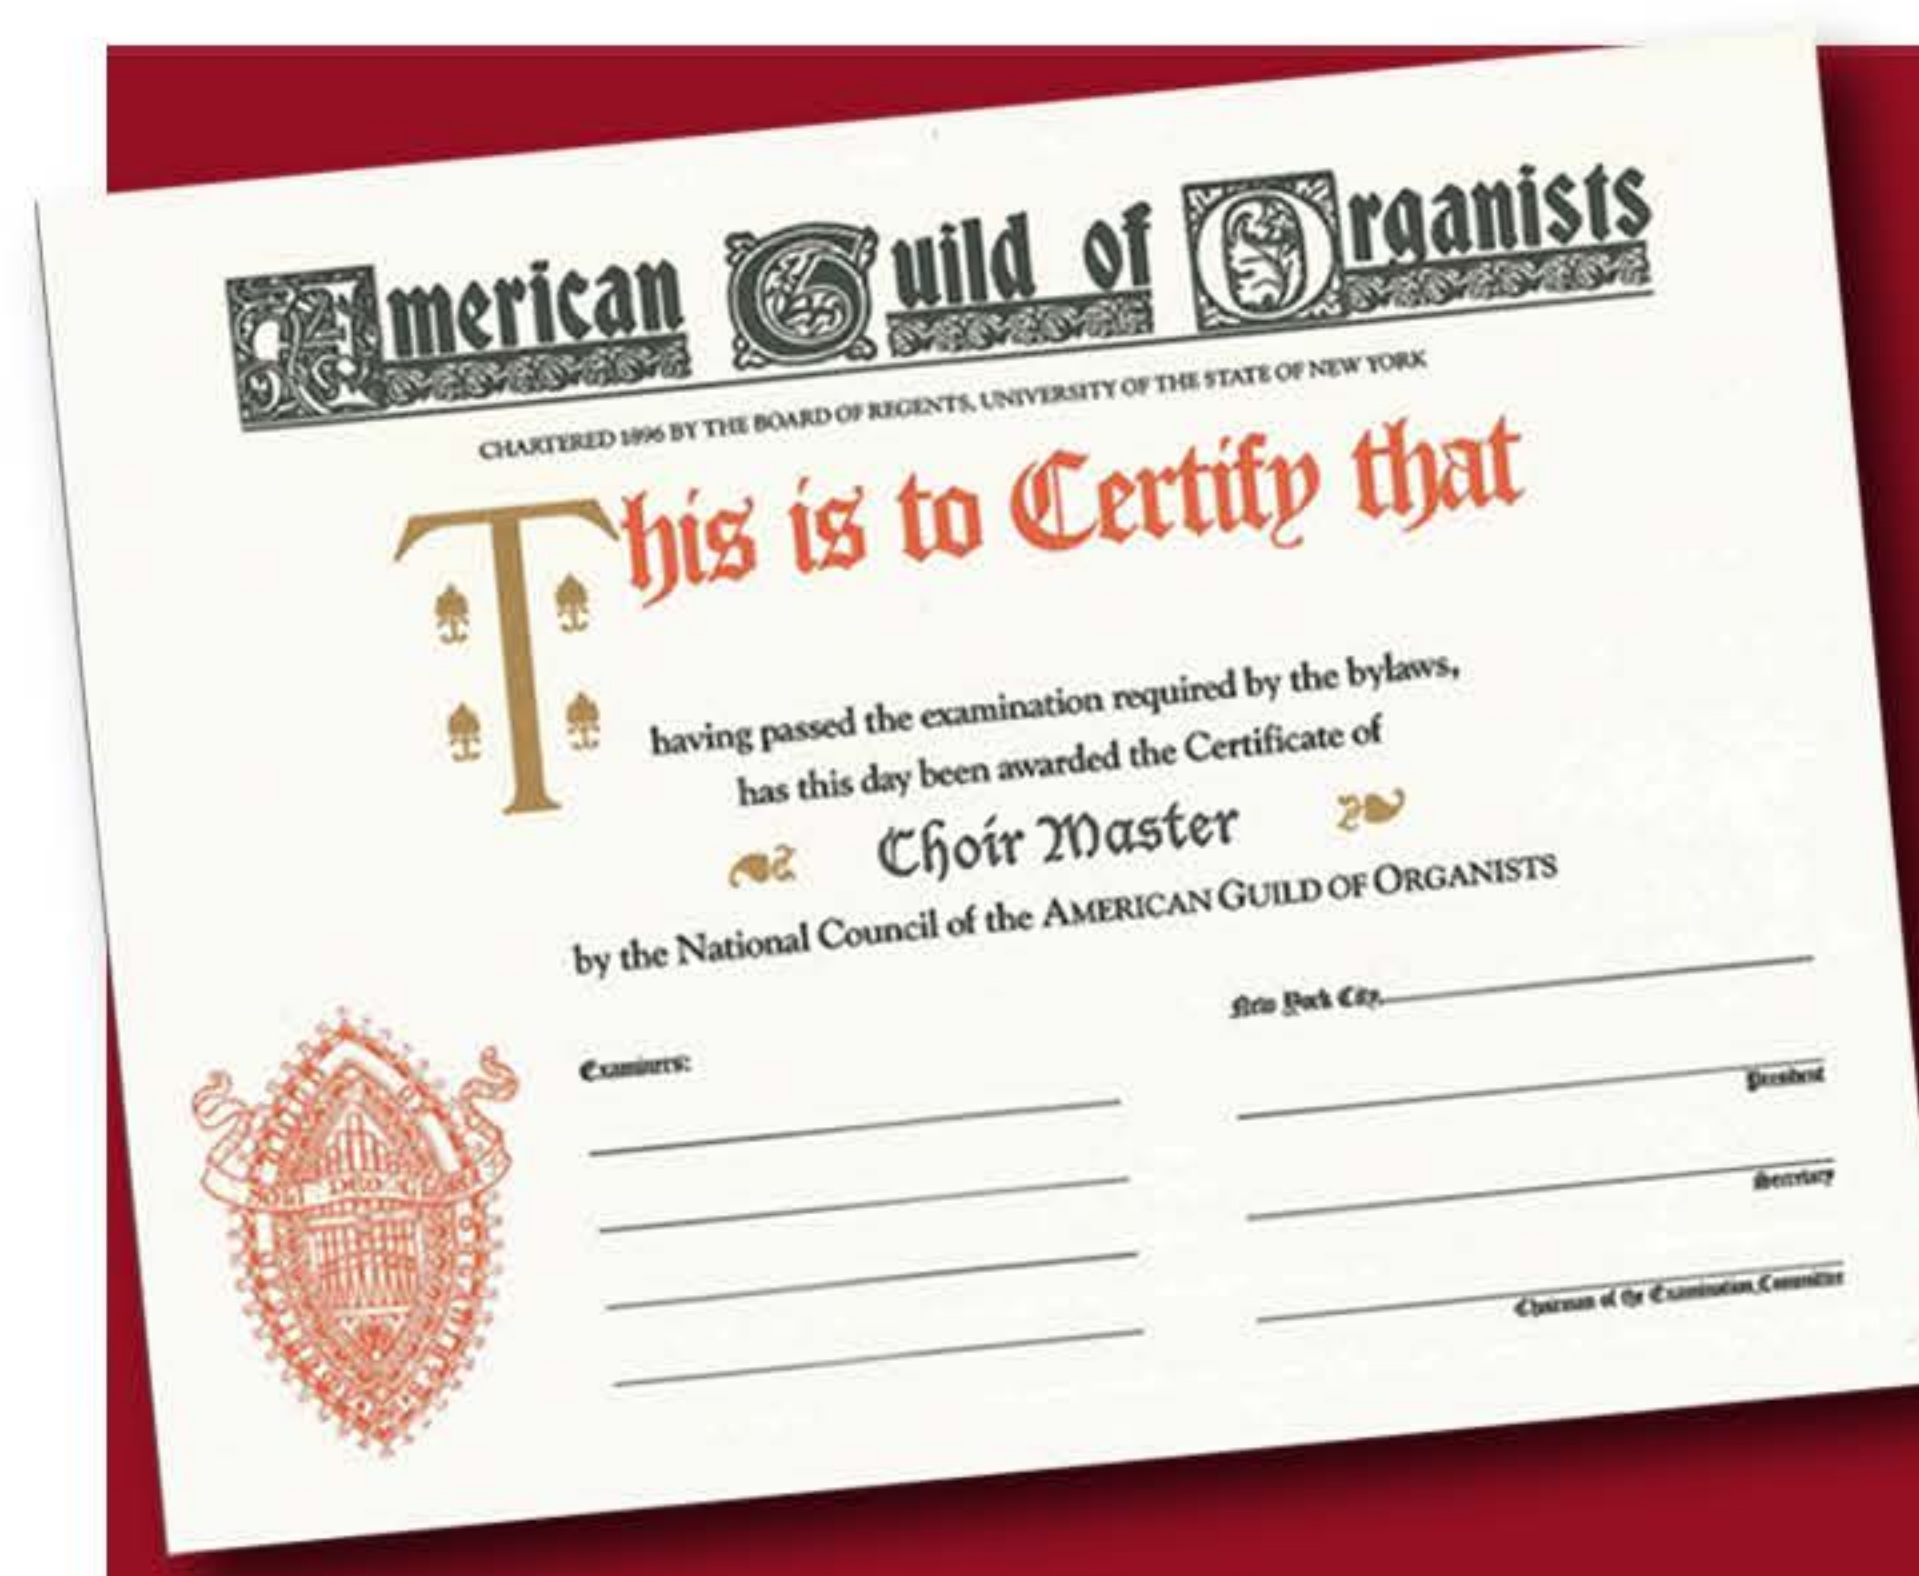 American Guild of Organists
CHARTERED 1896 BY THE BOARD OF REGENTS, UNIVERSITY OF THE STATE OF NEW YORK
This is to Certify that
having passed the examination required by the bylaws,
has this day been awarded the Certificate of
Choir Master
by the National Council of the AMERICAN GUILD OF ORGANISTS
New York City,
Examiners:
President
Secretary
Chairman of the Examination Committee
SOLI DEO